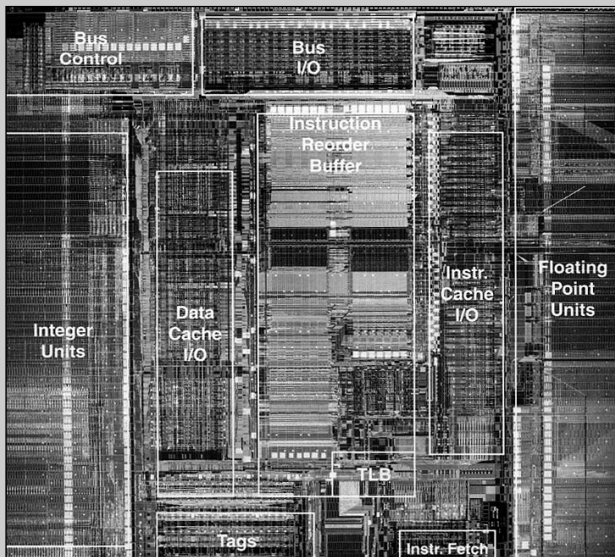 Bus
Control
Bus
I/O
Instruction
Reorder
Buffer
Integer
Units
Data
Cache
I/O
Instr.
Cache
I/O
Floating
Point
Units
TLB
Tags
Instr. Fetch